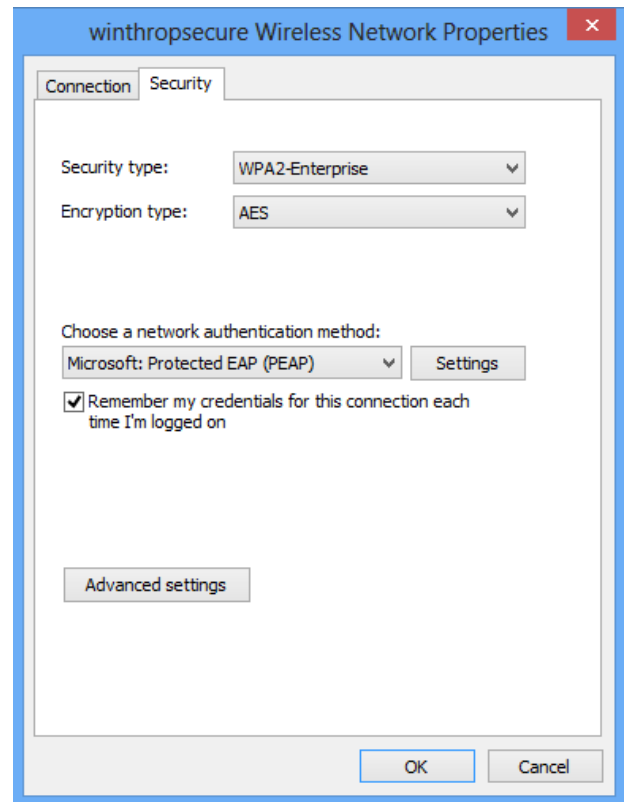 winthropsecure Wireless Network Properties
Connection Security
Security type: WPA2-Enterprise
Encryption type: AES
Choose a network authentication method:
Microsoft: Protected EAP (PEAP) Settings
Remember my credentials for this connection each
time I'm logged on
Advanced settings
OK Cancel